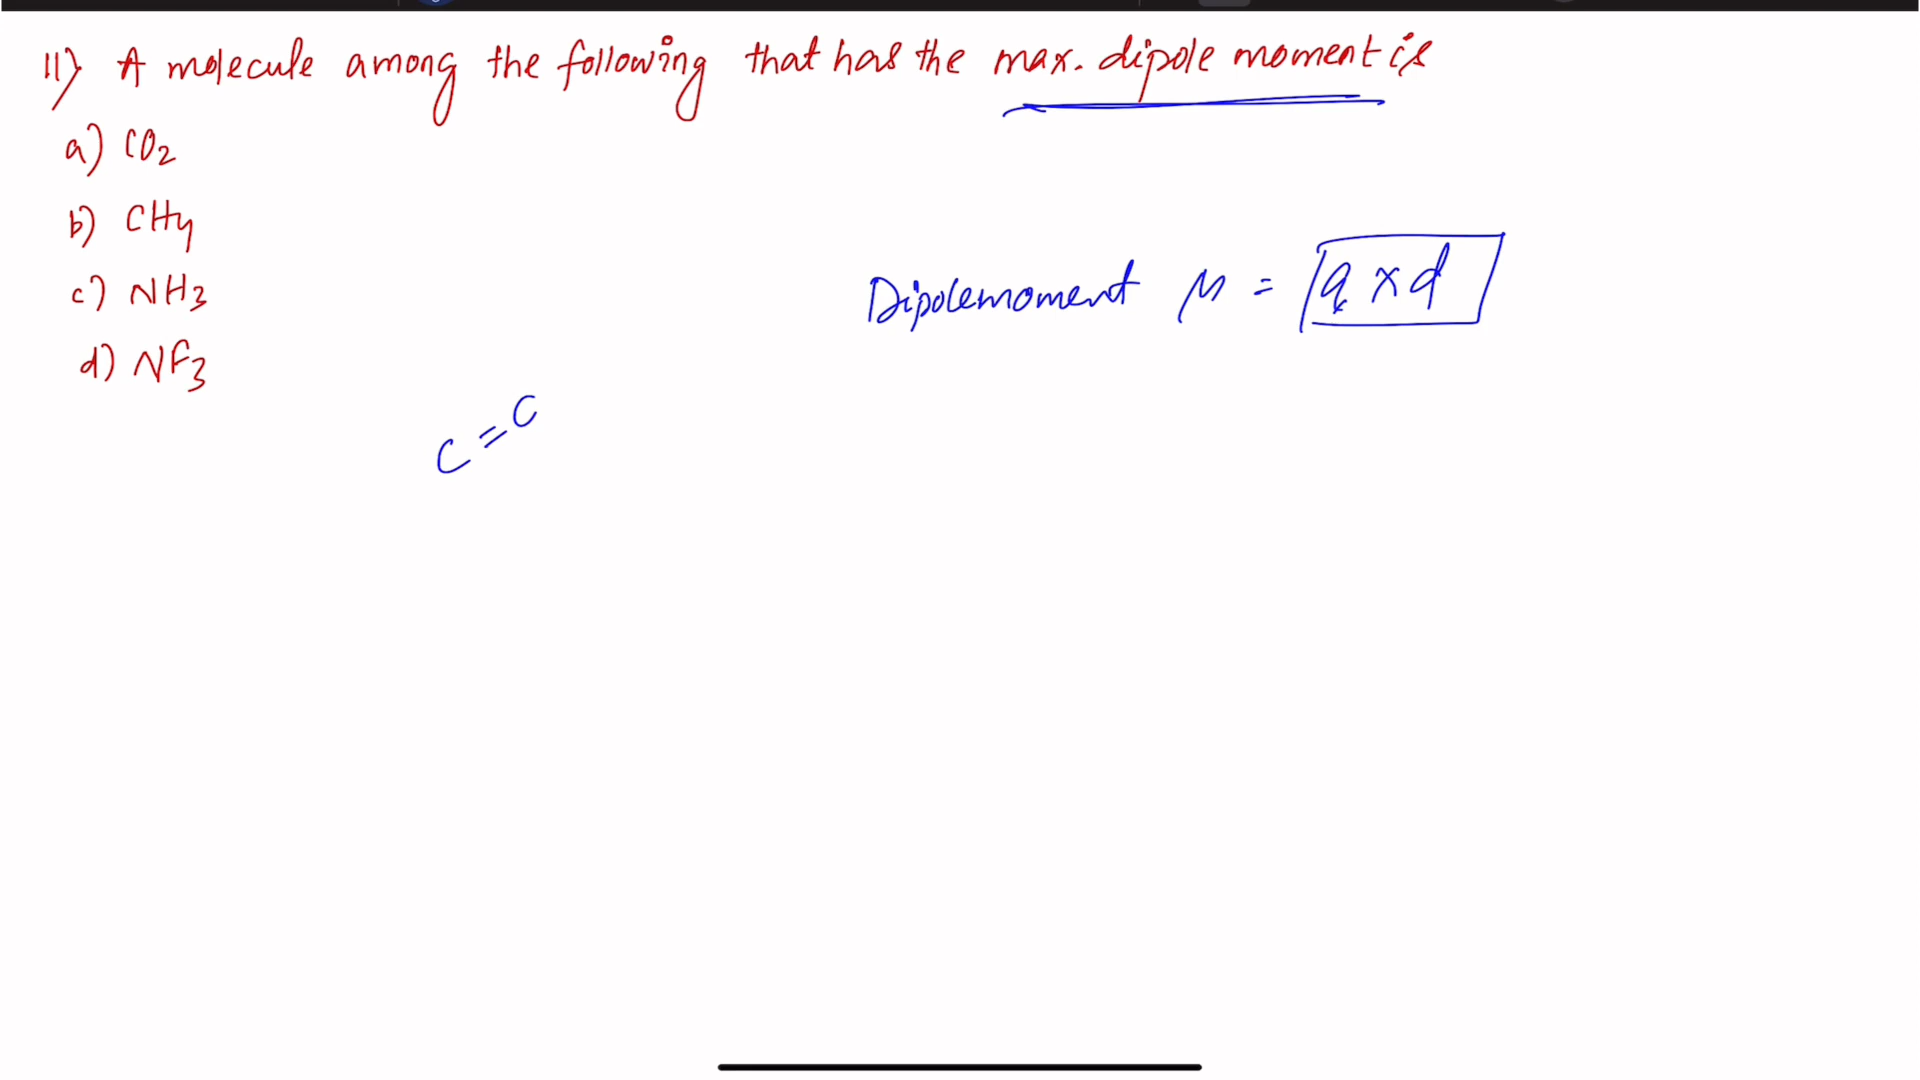 11) A molecule among the following that has the max. dipole moment is
a) CO2
b) CH4
c) NH3
d) NF3
Dipolemoment μ = q × d
C = C